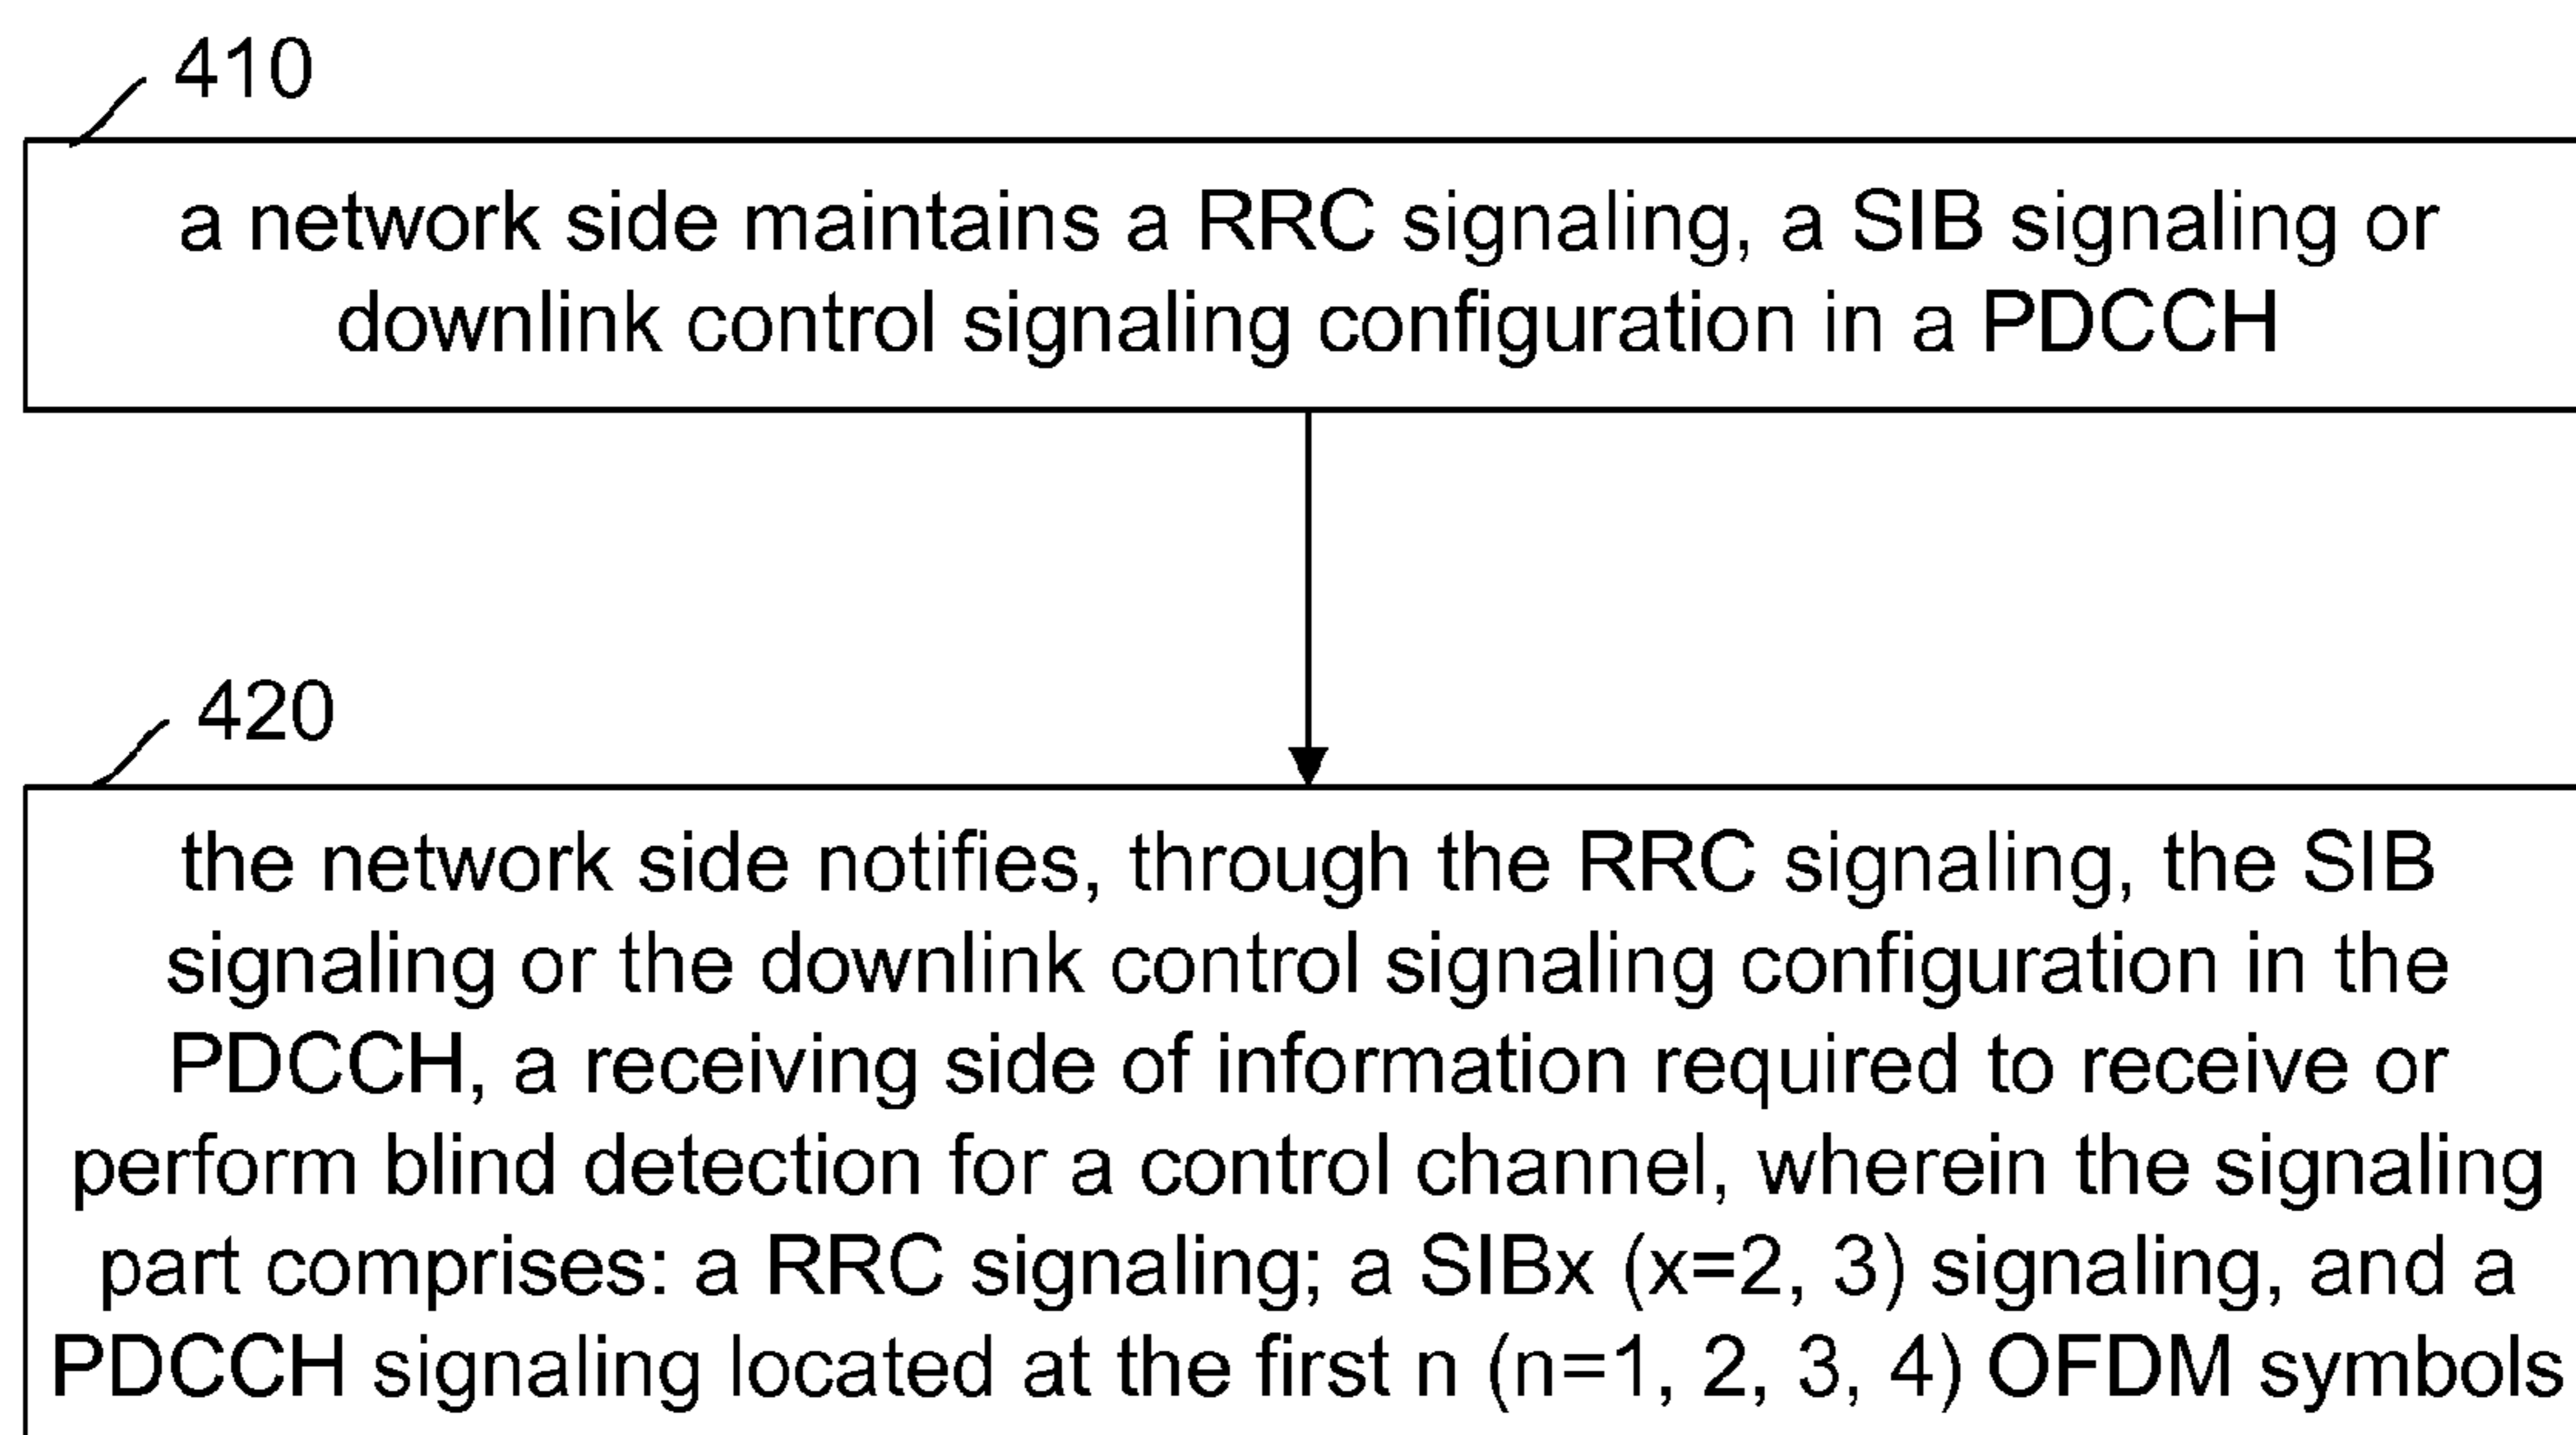 410
a network side maintains a RRC signaling, a SIB signaling or
downlink control signaling configuration in a PDCCH
420
the network side notifies, through the RRC signaling, the SIB
signaling or the downlink control signaling configuration in the
PDCCH, a receiving side of information required to receive or
perform blind detection for a control channel, wherein the signaling
part comprises: a RRC signaling; a SIBx (x=2, 3) signaling, and a
PDCCH signaling located at the first n (n=1, 2, 3, 4) OFDM symbols